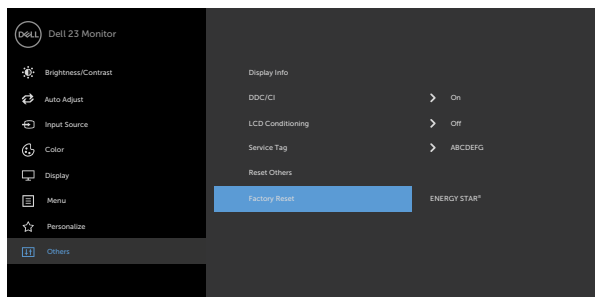 DELL Dell 23 Monitor
Brightness/Contrast
Auto Adjust
Input Source
Color
Display
Menu
Personalize
Others
Display Info
DDC/CI On
LCD Conditioning Off
Service Tag ABCDEFG
Reset Others
Factory Reset ENERGY STAR®